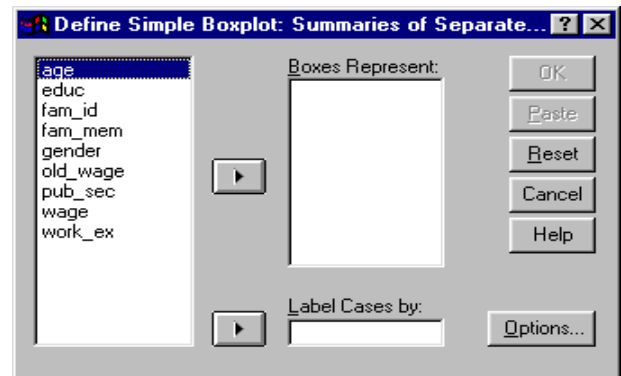 Define Simple Boxplot: Summaries of Separate...
age
educ
fam_id
fam_mem
gender
old_wage
pub_sec
wage
work_ex
Boxes Represent:
Label Cases by:
OK
Paste
Reset
Cancel
Help
Options...